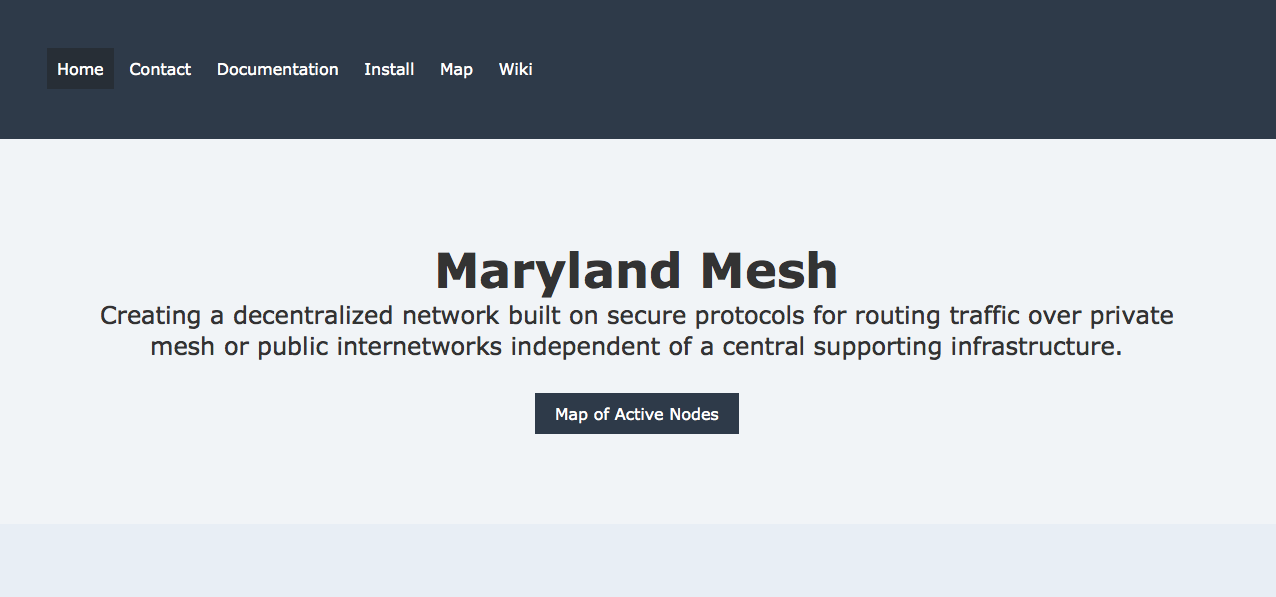 Home Contact Documentation Install Map Wiki
Maryland Mesh
Creating a decentralized network built on secure protocols for routing traffic over private
mesh or public internetworks independent of a central supporting infrastructure.
Map of Active Nodes